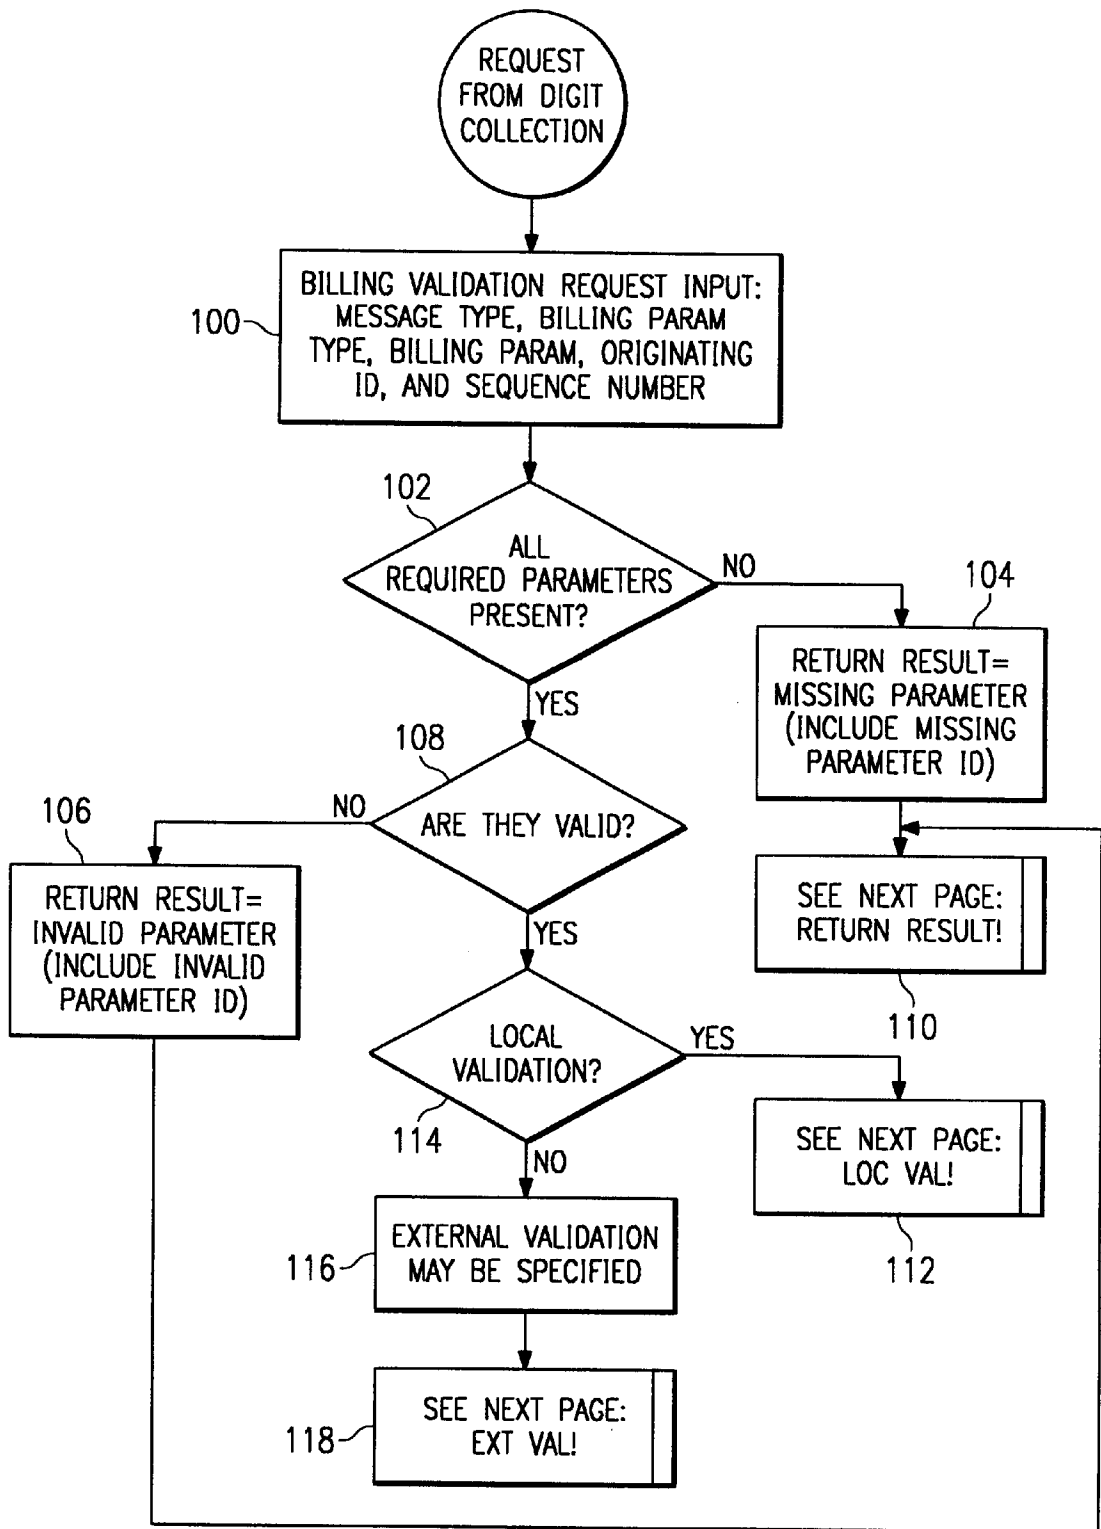 REQUEST
FROM DIGIT
COLLECTION
100
BILLING VALIDATION REQUEST INPUT:
MESSAGE TYPE, BILLING PARAM
TYPE, BILLING PARAM, ORIGINATING
ID, AND SEQUENCE NUMBER
102
ALL
REQUIRED PARAMETERS
PRESENT?
NO
YES
104
RETURN RESULT=
MISSING PARAMETER
(INCLUDE MISSING
PARAMETER ID)
108
ARE THEY VALID?
NO
YES
106
RETURN RESULT=
INVALID PARAMETER
(INCLUDE INVALID
PARAMETER ID)
SEE NEXT PAGE:
RETURN RESULT!
110
LOCAL
VALIDATION?
114
YES
NO
SEE NEXT PAGE:
LOC VAL!
112
116
EXTERNAL VALIDATION
MAY BE SPECIFIED
118
SEE NEXT PAGE:
EXT VAL!